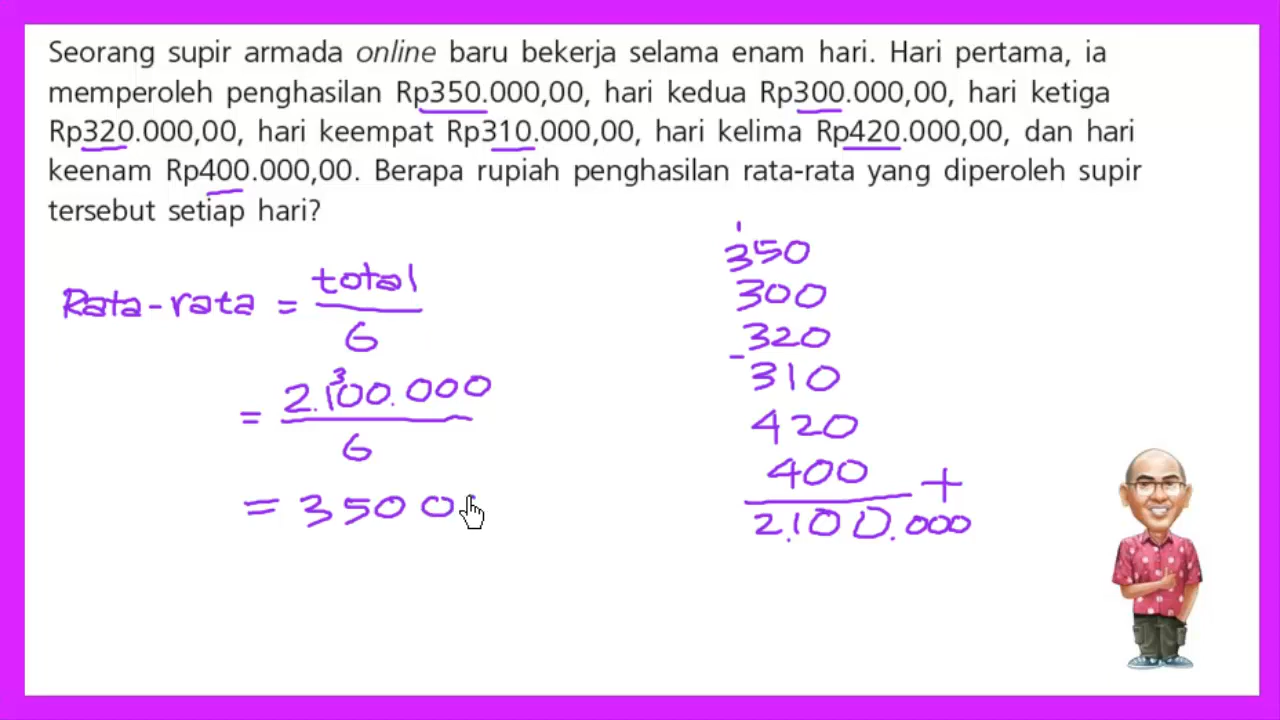 Seorang supir armada online baru bekerja selama enam hari. Hari pertama, ia
memperoleh penghasilan Rp350.000,00, hari kedua Rp300.000,00, hari ketiga
Rp320.000,00, hari keempat Rp310.000,00, hari kelima Rp420.000,00, dan hari
keenam Rp400.000,00. Berapa rupiah penghasilan rata-rata yang diperoleh supir
tersebut setiap hari?
Rata-rata = total
6
3
= 2.100.000
6
= 3500
1
350
300
320
310
420
400 +
2.100.000